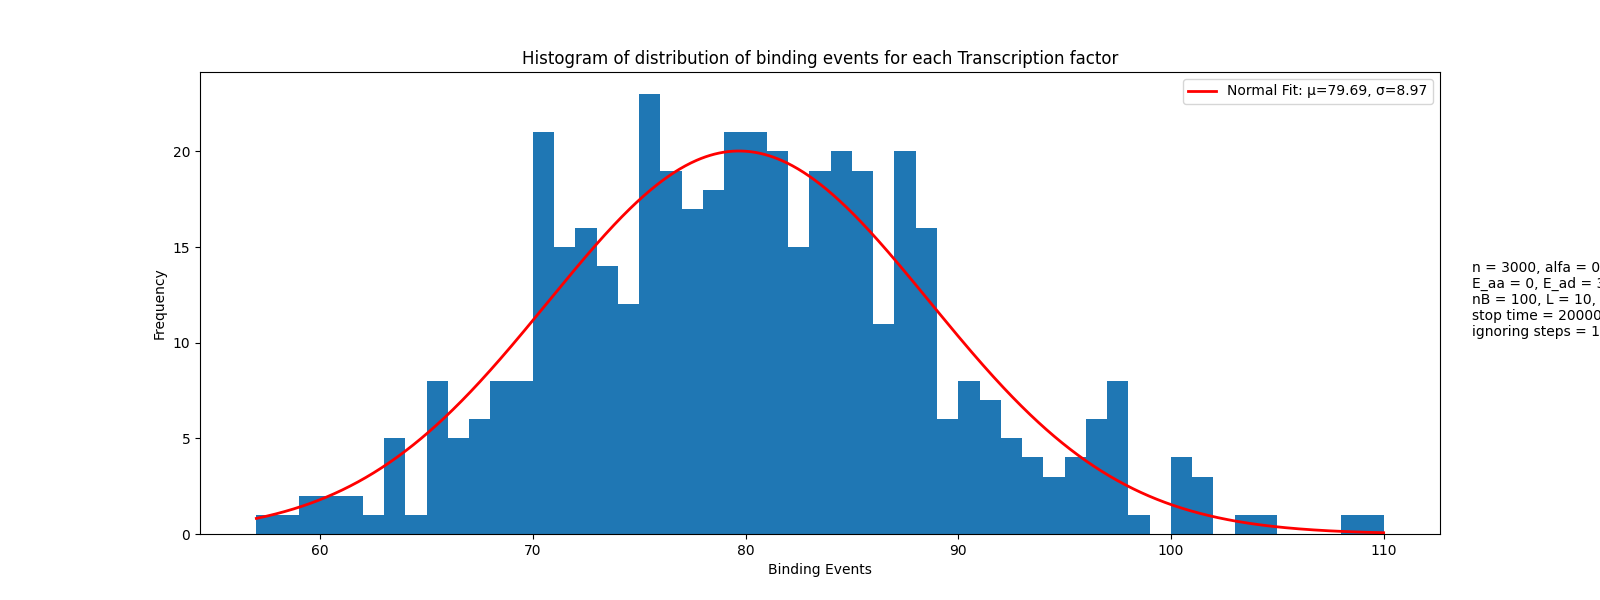 Histogram of distribution of binding events for each Transcription factor
Normal Fit: μ=79.69, σ=8.97
Frequency
20
15
10
5
0
60 70 80 90 100 110
Binding Events
n = 3000, alfa = 0
E_aa = 0, E_ad =
nB = 100, L = 10,
stop time = 20000
ignoring steps = 1